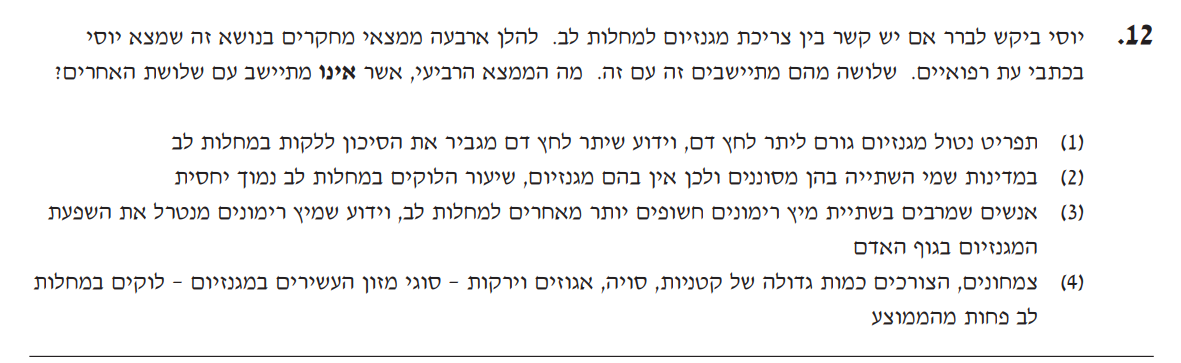 12. יוסי ביקש לברר אם יש קשר בין צריכת מגנזיום למחלות לב. להלן ארבעה ממצאי מחקרים בנושא זה שמצא יוסי
בכתבי עת רפואיים. שלושה מהם מתיישבים זה עם זה. מה הממצא הרביעי, אשר אינו מתיישב עם שלושת האחרים?
(1) תפריט נטול מגנזיום גורם ליתר לחץ דם, וידוע שיתר לחץ דם מגביר את הסיכון ללקות במחלות לב
(2) במדינות שמי השתייה בהן מסוננים ולכן אין בהם מגנזיום, שיעור הלוקים במחלות לב נמוך יחסית
(3) אנשים שמרבים בשתיית מיץ רימונים חשופים יותר מאחרים למחלות לב, וידוע שמיץ רימונים מנטרל את השפעת
המגנזיום בגוף האדם
(4) צמחונים, הצורכים כמות גדולה של קטניות, סויה, אגוזים וירקות - סוגי מזון העשירים במגנזיום - לוקים במחלות
לב פחות מהממוצע